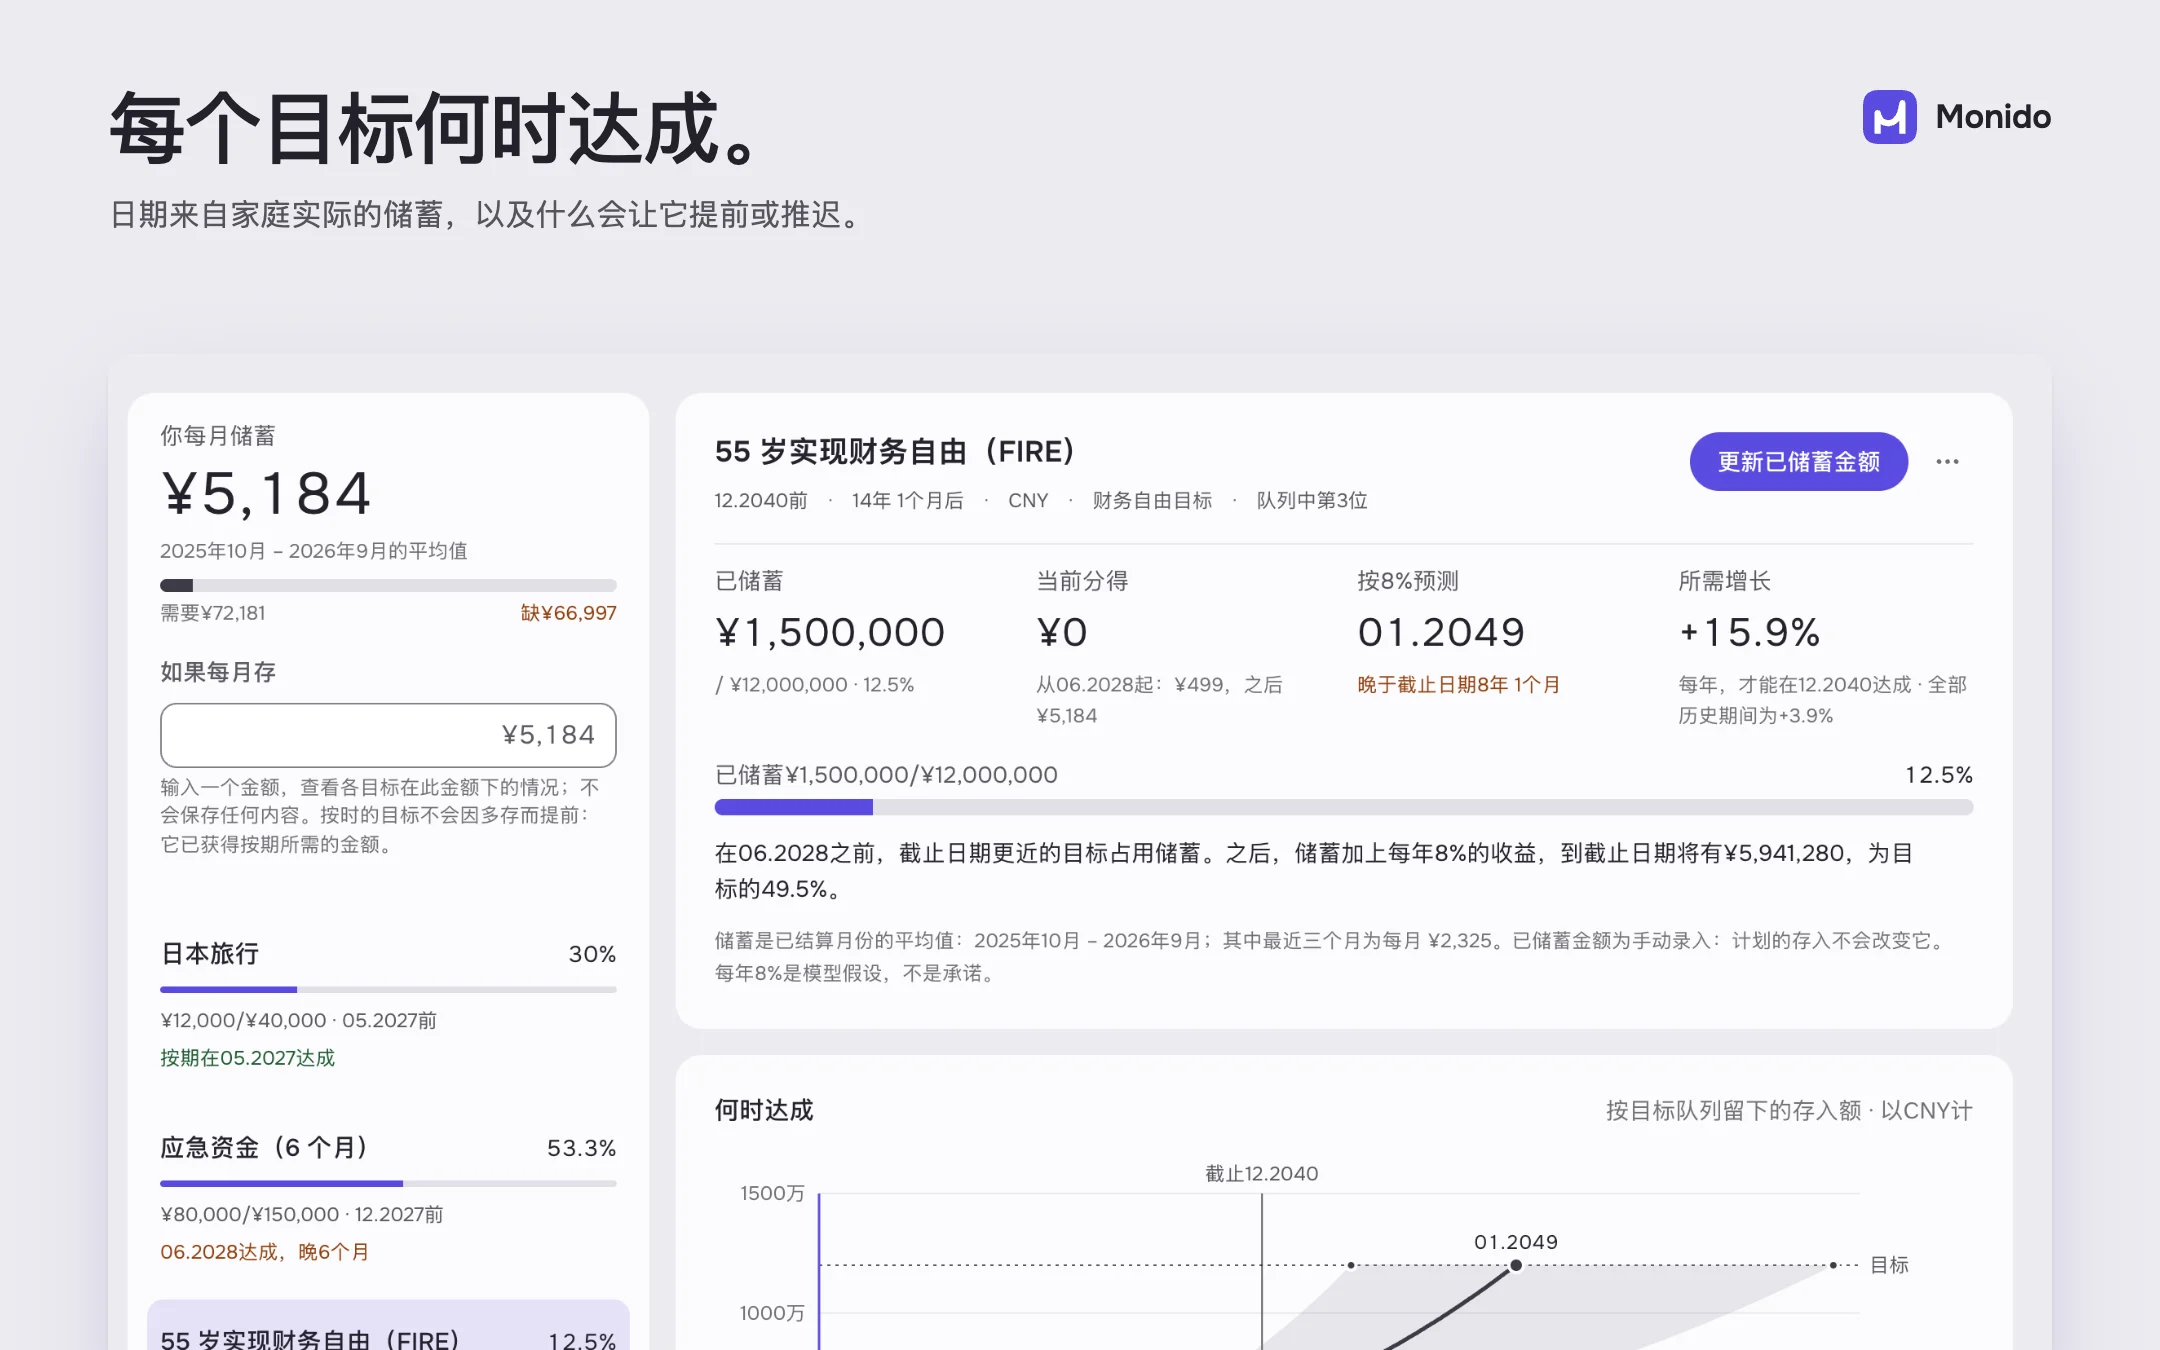 每个目标何时达成。
Monido
日期来自家庭实际的储蓄，以及什么会让它提前或推迟。
你每月储蓄
¥5,184
2025年10月 – 2026年9月的平均值
需要¥72,181
缺¥66,997
如果每月存
¥5,184
输入一个金额，查看各目标在此金额下的情况；不
会保存任何内容。按时的目标不会因多存而提前：
它已获得按期所需的金额。
日本旅行
30%
¥12,000/¥40,000 · 05.2027前
按期在05.2027达成
应急资金（6 个月）
53.3%
¥80,000/¥150,000 · 12.2027前
06.2028达成，晚6个月
55 岁实现财务自由（FIRE）
12.5%
55 岁实现财务自由（FIRE）
更新已储蓄金额
12.2040前 · 14年 1个月后 · CNY · 财务自由目标 · 队列中第3位
已储蓄
¥1,500,000
/ ¥12,000,000 · 12.5%
当前分得
¥0
从06.2028起：¥499，之后
¥5,184
按8%预测
01.2049
晚于截止日期8年 1个月
所需增长
+15.9%
每年，才能在12.2040达成 · 全部
历史期间为+3.9%
已储蓄¥1,500,000/¥12,000,000
12.5%
在06.2028之前，截止日期更近的目标占用储蓄。之后，储蓄加上每年8%的收益，到截止日期将有¥5,941,280，为目
标的49.5%。
储蓄是已结算月份的平均值：2025年10月 – 2026年9月；其中最近三个月为每月 ¥2,325。已储蓄金额为手动录入：计划的存入不会改变它。
每年8%是模型假设，不是承诺。
何时达成
按目标队列留下的存入额 · 以CNY计
截止12.2040
1500万
01.2049
目标
1000万